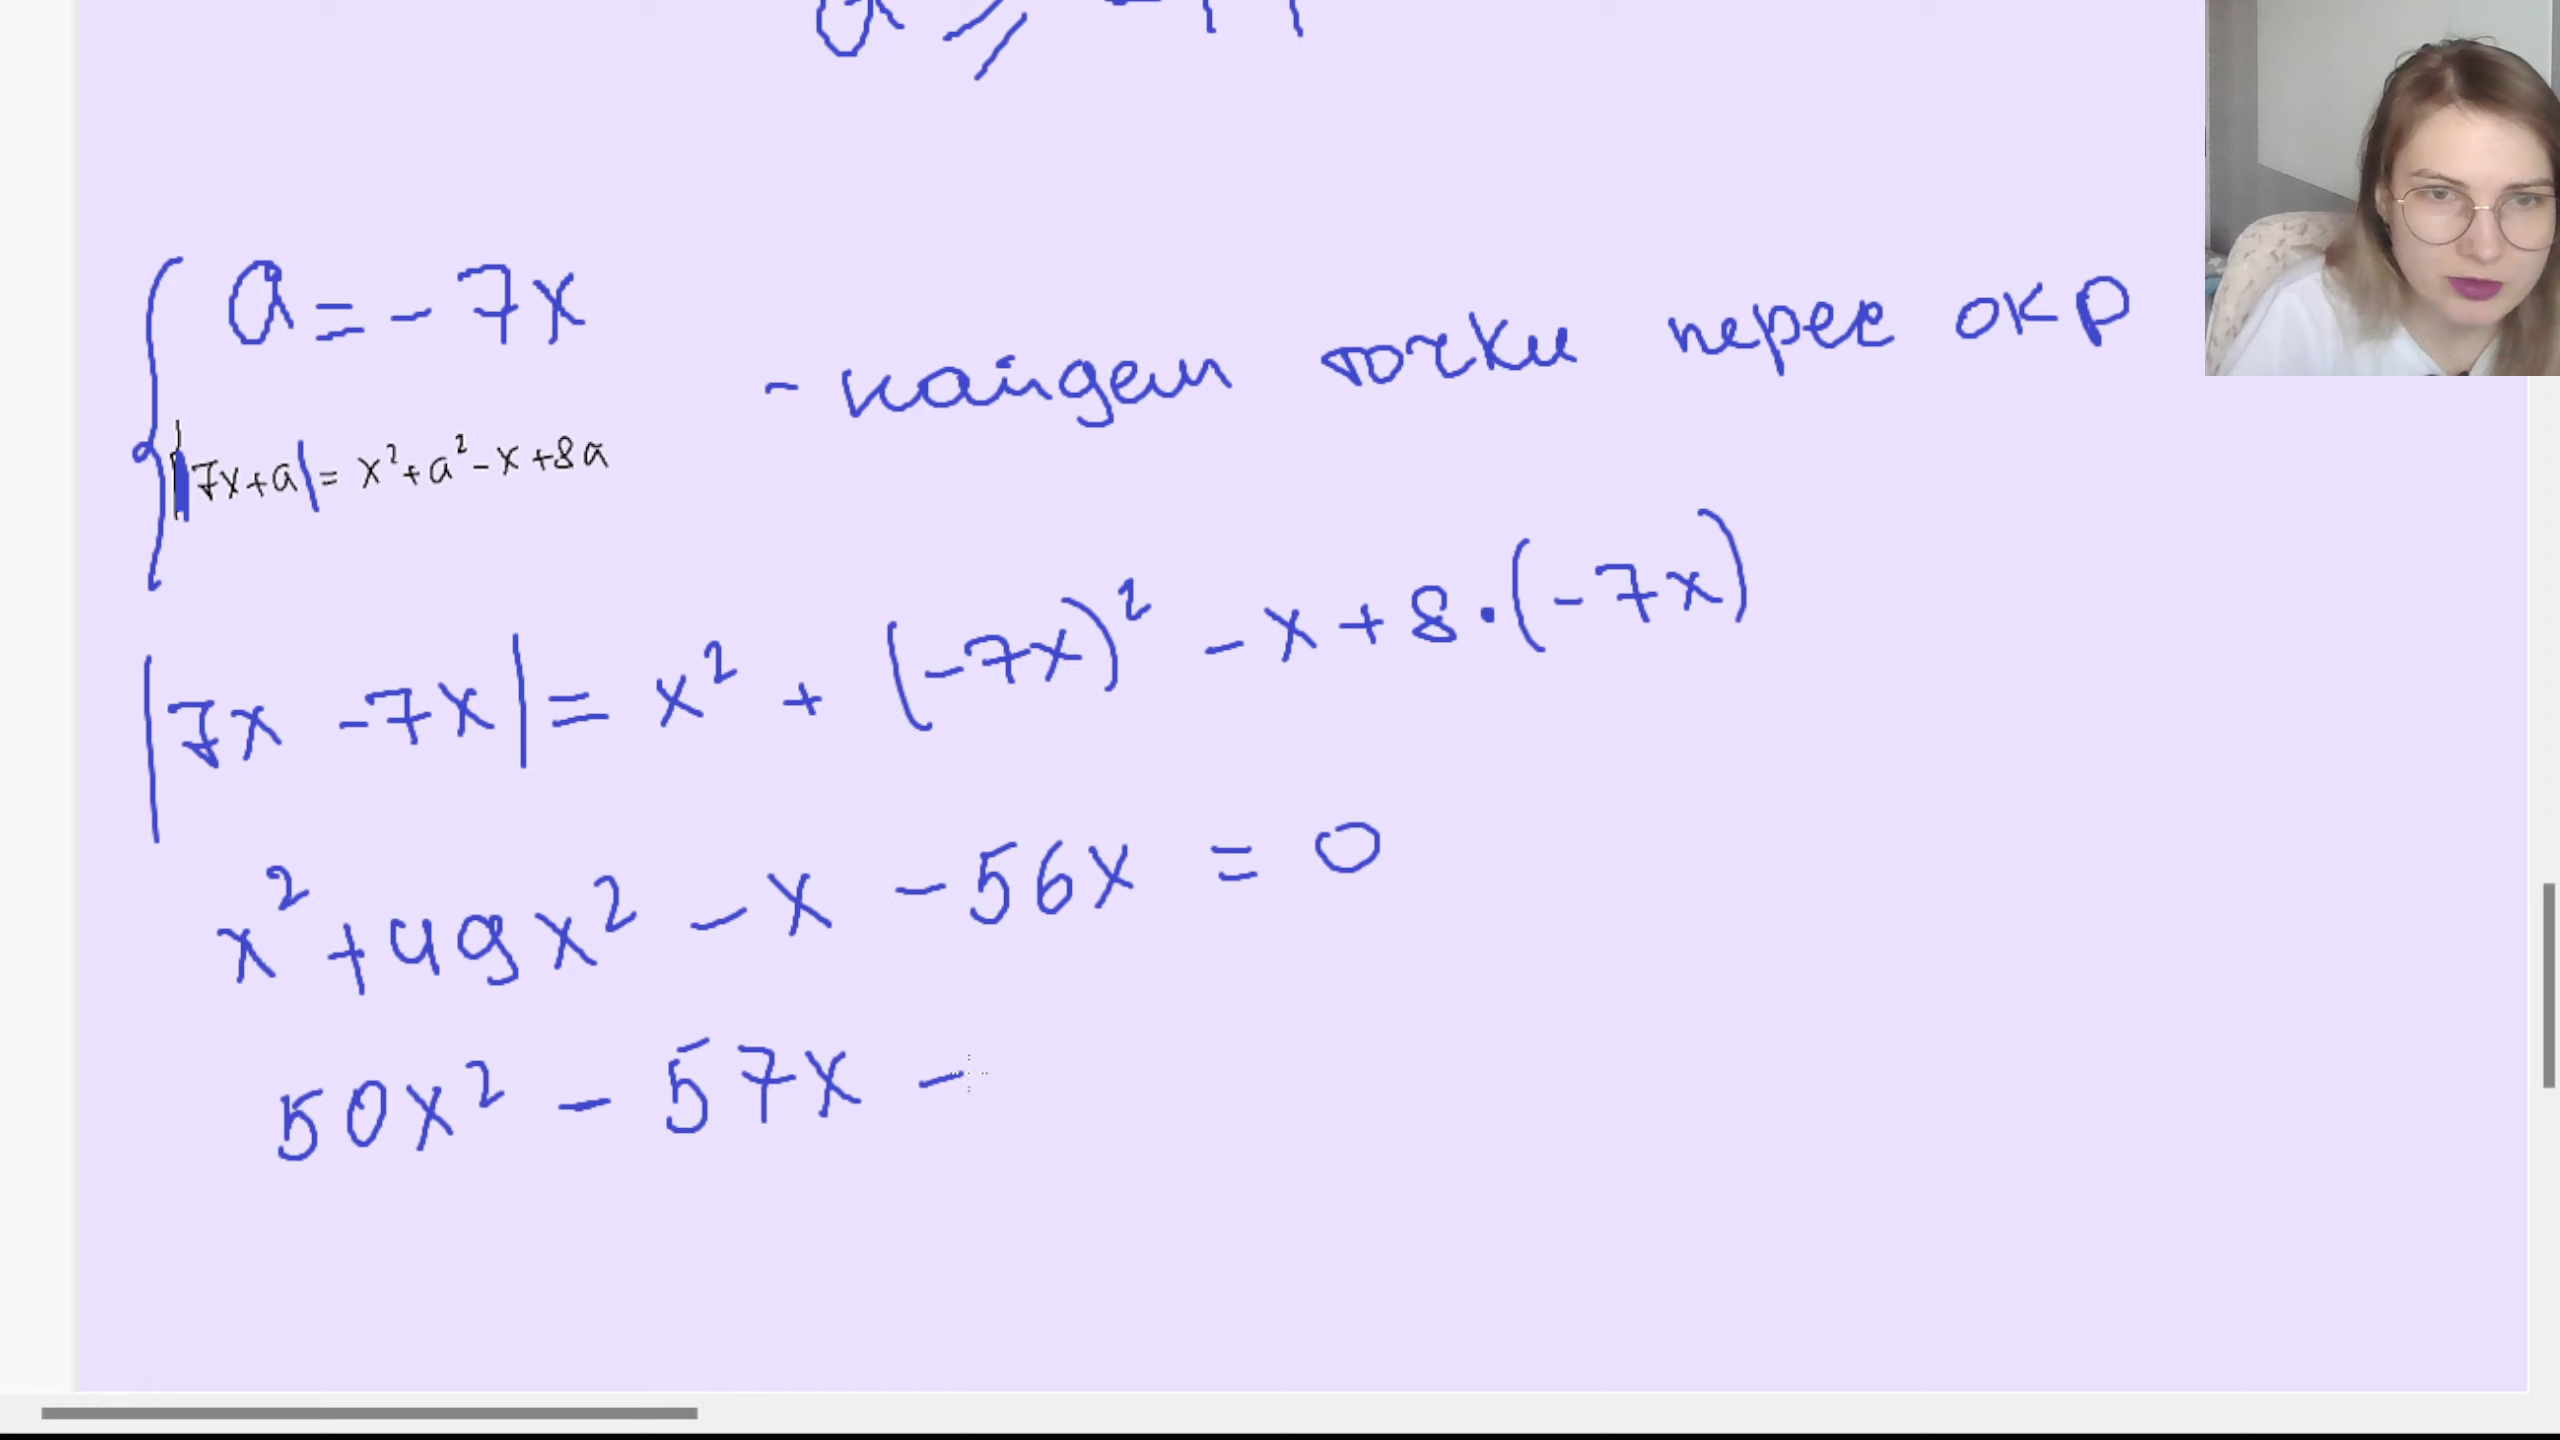 a = - 7x
- найдем точки перес окр
|7x+a| = x²+a²-x+8a
|7x -7x| = x² + (-7x)² - x + 8·(-7x)
x² + 49x² - x - 56x = 0
50x² - 57x -